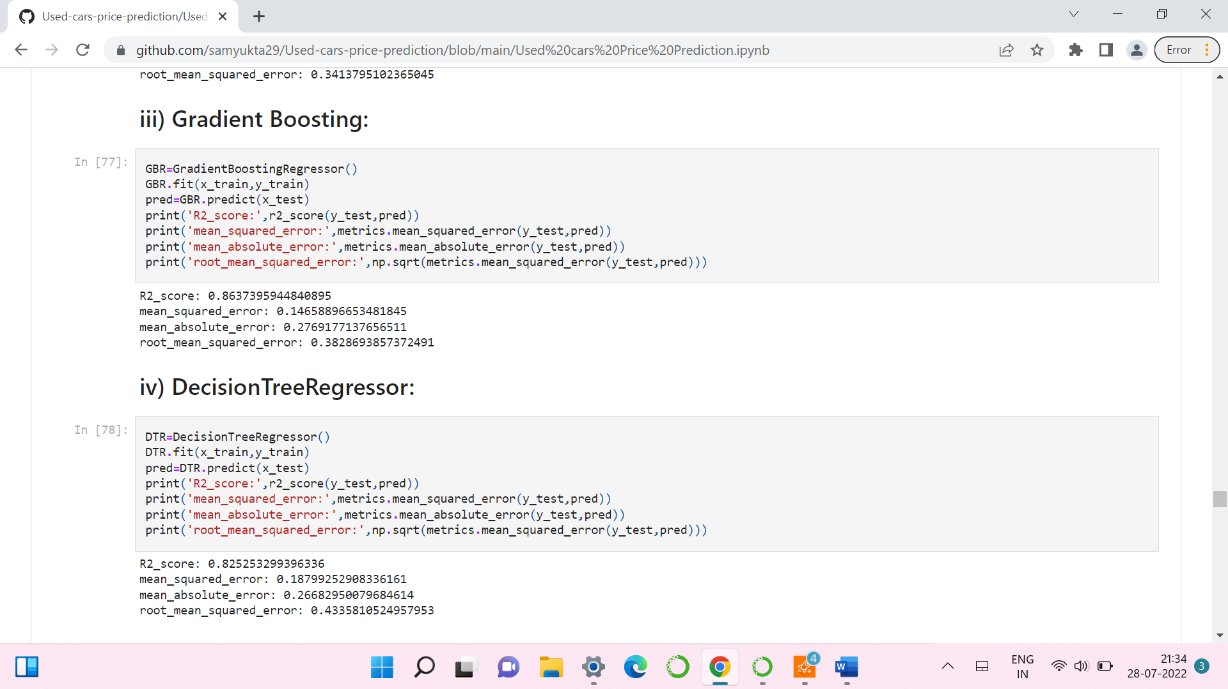 Used-cars-price-prediction/Used
github.com/samyukta29/Used-cars-price-prediction/blob/main/Used%20cars%20Price%20Prediction.ipynb
Error
root_mean_squared_error: 0.3413795102365045
iii) Gradient Boosting:
In [77]:
GBR=GradientBoostingRegressor()
GBR.fit(x_train,y_train)
pred=GBR.predict(x_test)
print('R2_score:',r2_score(y_test,pred))
print('mean_squared_error:',metrics.mean_squared_error(y_test,pred))
print('mean_absolute_error:',metrics.mean_absolute_error(y_test,pred))
print('root_mean_squared_error:',np.sqrt(metrics.mean_squared_error(y_test,pred)))
R2_score: 0.8637395944840895
mean_squared_error: 0.14658896653481845
mean_absolute_error: 0.2769177137656511
root_mean_squared_error: 0.3828693857372491
iv) DecisionTreeRegressor:
In [78]:
DTR=DecisionTreeRegressor()
DTR.fit(x_train,y_train)
pred=DTR.predict(x_test)
print('R2_score:',r2_score(y_test,pred))
print('mean_squared_error:',metrics.mean_squared_error(y_test,pred))
print('mean_absolute_error:',metrics.mean_absolute_error(y_test,pred))
print('root_mean_squared_error:',np.sqrt(metrics.mean_squared_error(y_test,pred)))
R2_score: 0.825253299396336
mean_squared_error: 0.18799252908336161
mean_absolute_error: 0.26682950079684614
root_mean_squared_error: 0.4335810524957953
4
W
ENG
IN
21:34
28-07-2022
3